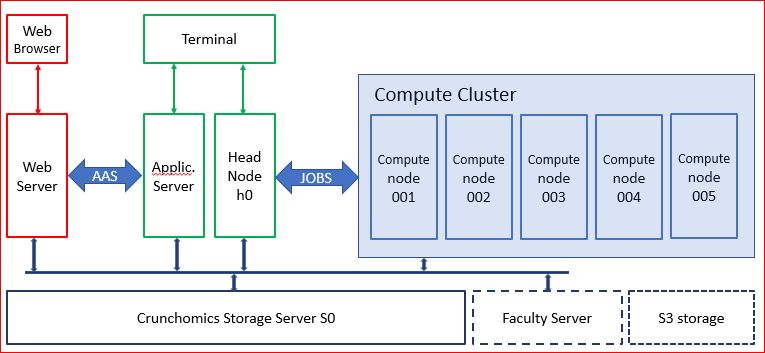 Web
Browser
Terminal
Compute Cluster
Web
Server
AAS
Applic.
Server
Head
Node
h0
JOBS
Compute
node
001
Compute
node
002
Compute
node
003
Compute
node
004
Compute
node
005
Crunchomics Storage Server S0
Faculty Server
S3 storage